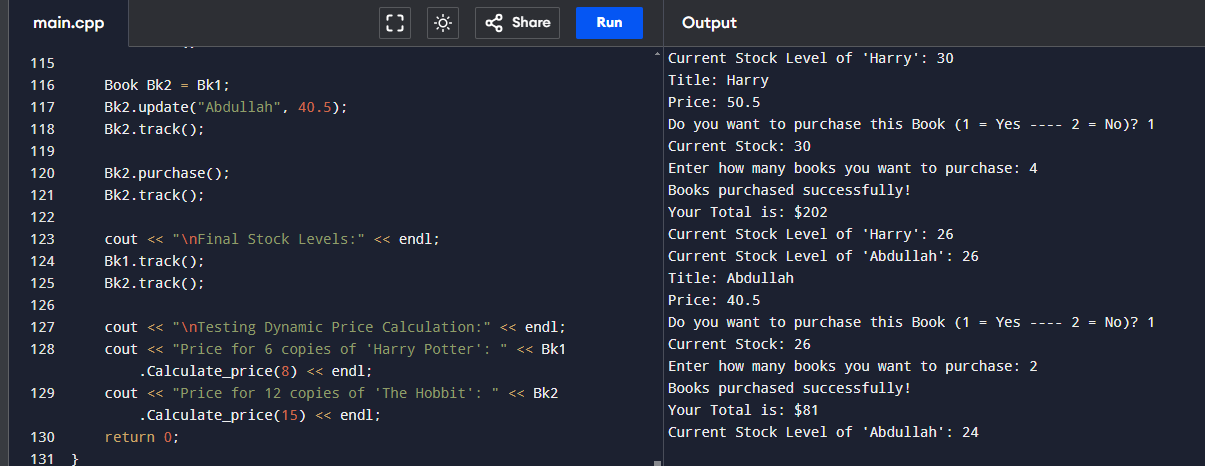 main.cpp
Share
Run
Output
115
116 Book Bk2 = Bk1;
117 Bk2.update("Abdullah", 40.5);
118 Bk2.track();
119
120 Bk2.purchase();
121 Bk2.track();
122
123 cout << "\nFinal Stock Levels:" << endl;
124 Bk1.track();
125 Bk2.track();
126
127 cout << "\nTesting Dynamic Price Calculation:" << endl;
128 cout << "Price for 6 copies of 'Harry Potter': " << Bk1
.Calculate_price(8) << endl;
129 cout << "Price for 12 copies of 'The Hobbit': " << Bk2
.Calculate_price(15) << endl;
130 return 0;
131 }
Current Stock Level of 'Harry': 30
Title: Harry
Price: 50.5
Do you want to purchase this Book (1 = Yes ---- 2 = No)? 1
Current Stock: 30
Enter how many books you want to purchase: 4
Books purchased successfully!
Your Total is: $202
Current Stock Level of 'Harry': 26
Current Stock Level of 'Abdullah': 26
Title: Abdullah
Price: 40.5
Do you want to purchase this Book (1 = Yes ---- 2 = No)? 1
Current Stock: 26
Enter how many books you want to purchase: 2
Books purchased successfully!
Your Total is: $81
Current Stock Level of 'Abdullah': 24